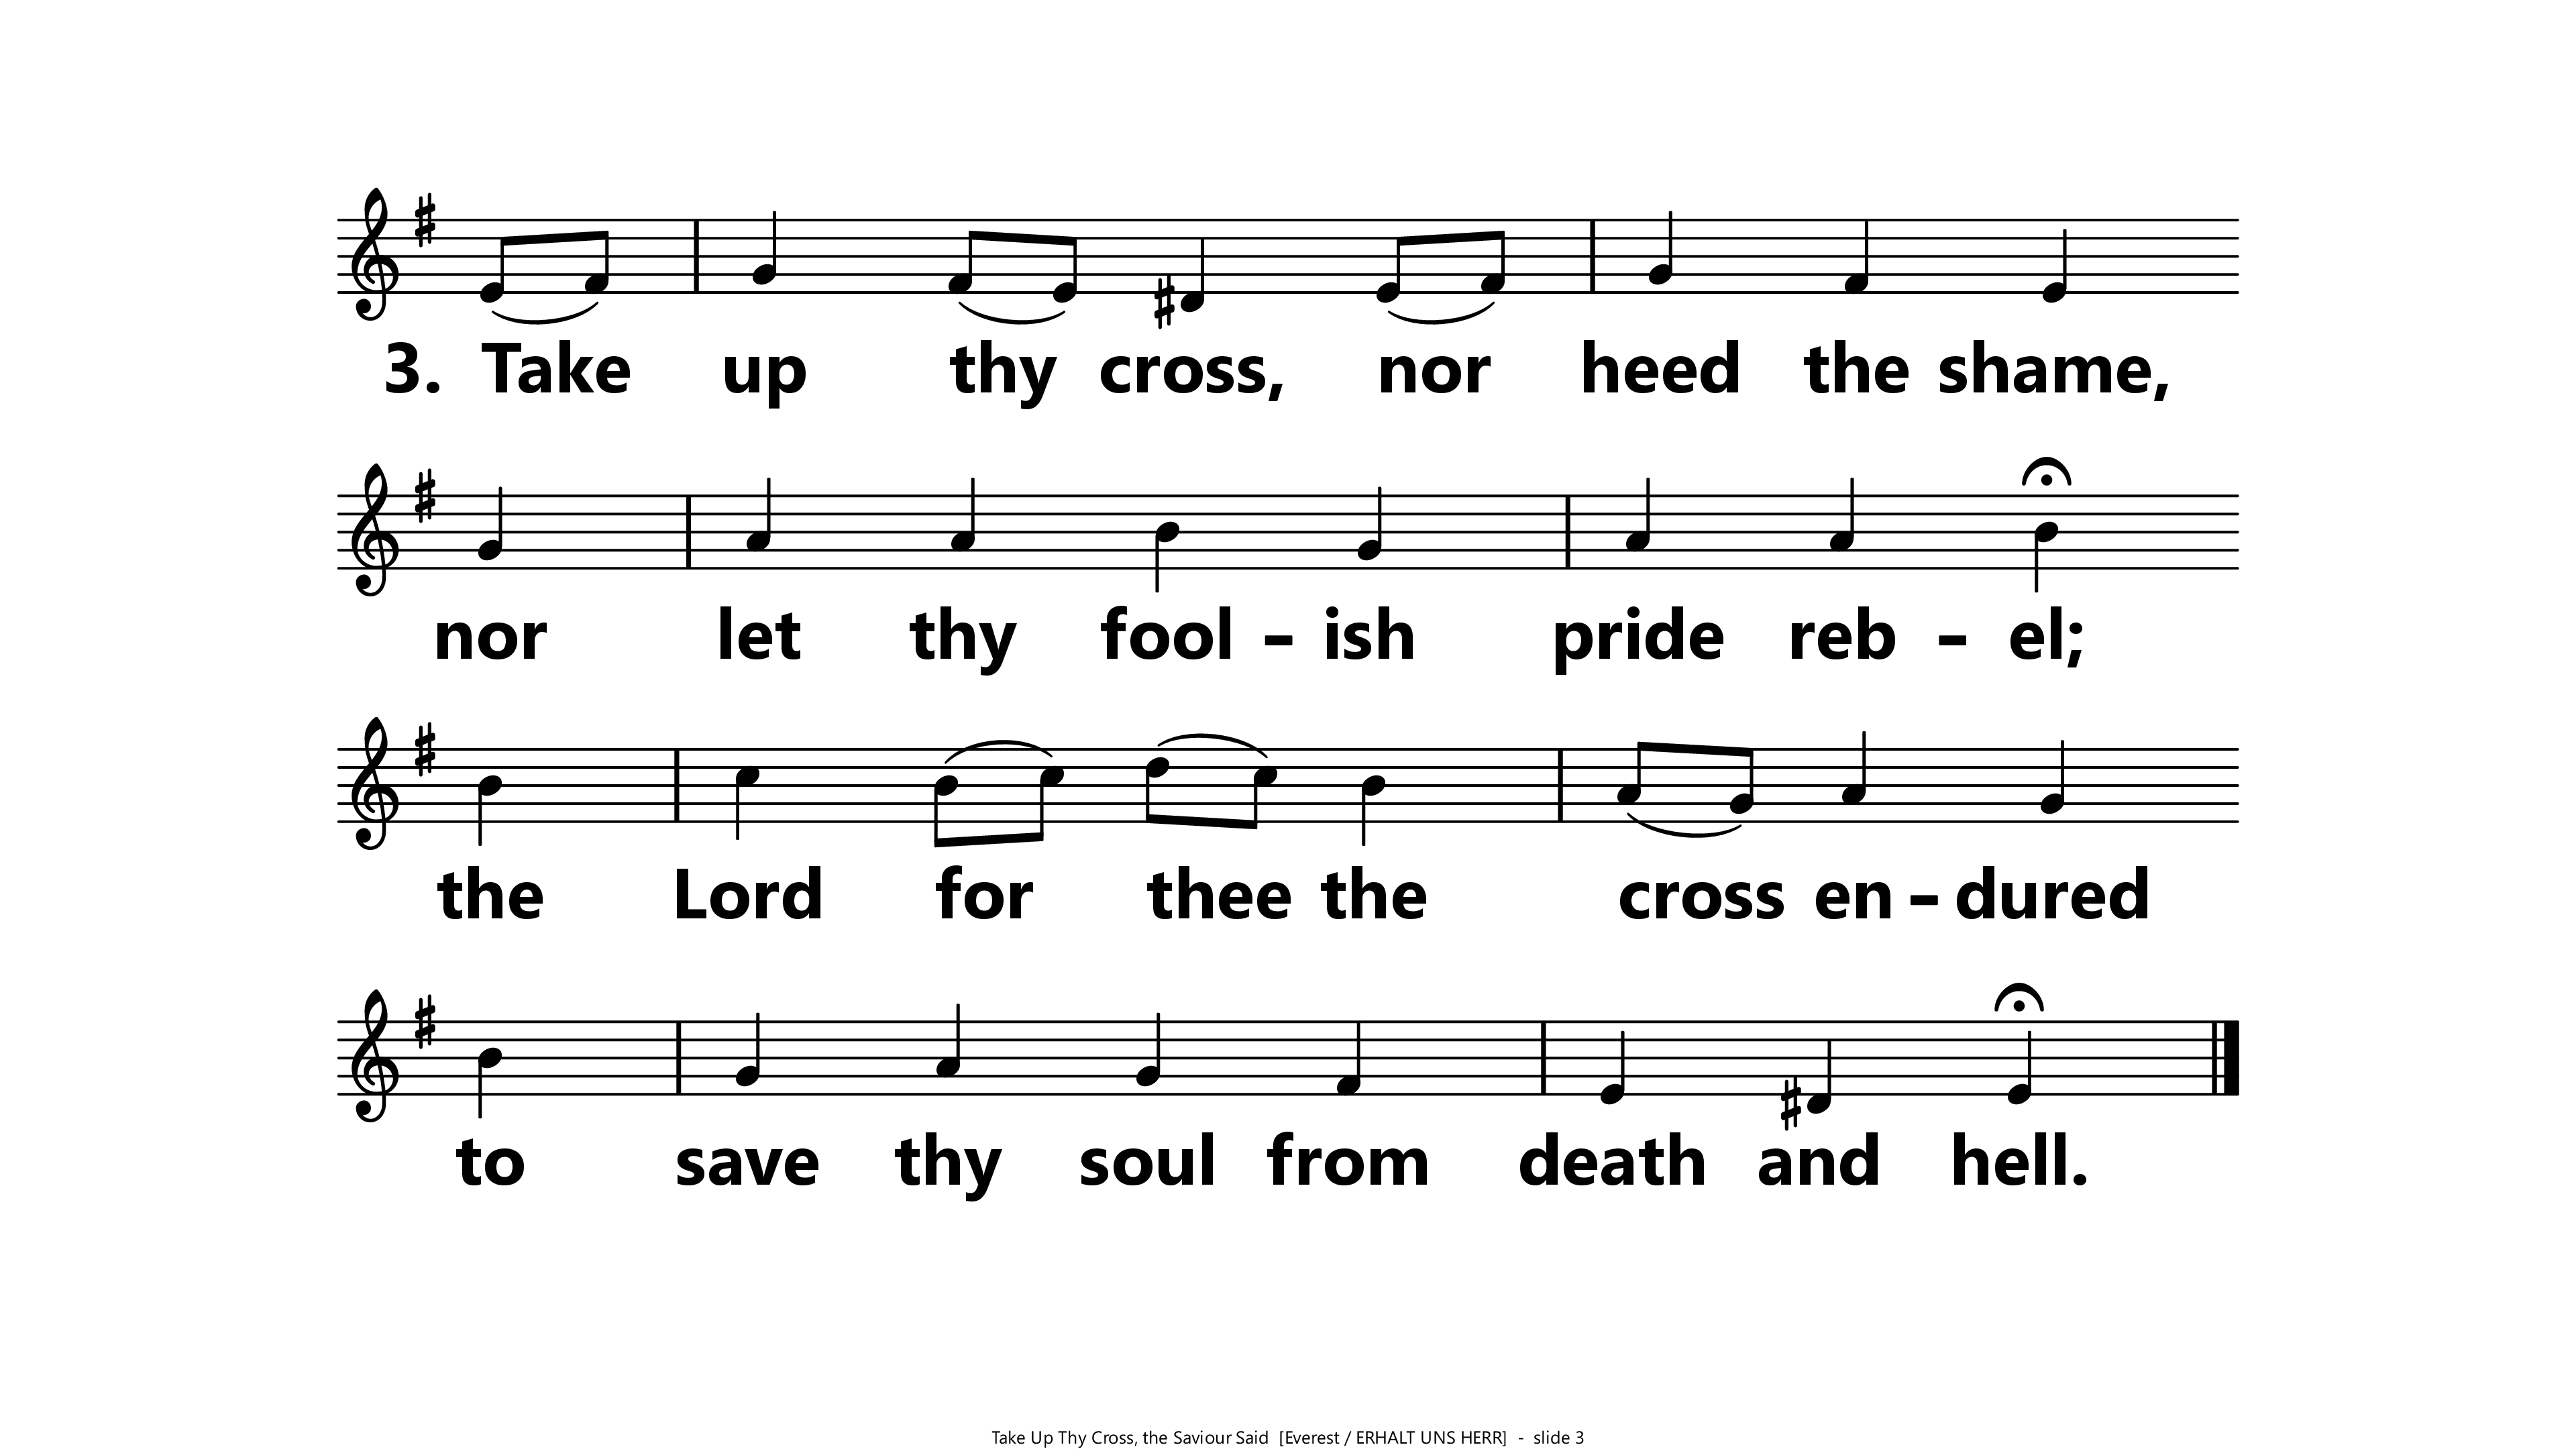 3. Take up thy cross, nor heed the shame,
nor let thy fool - ish pride reb - el;
the Lord for thee the cross en - dured
to save thy soul from death and hell.
Take Up Thy Cross, the Saviour Said [Everest / ERHALT UNS HERR] - slide 3